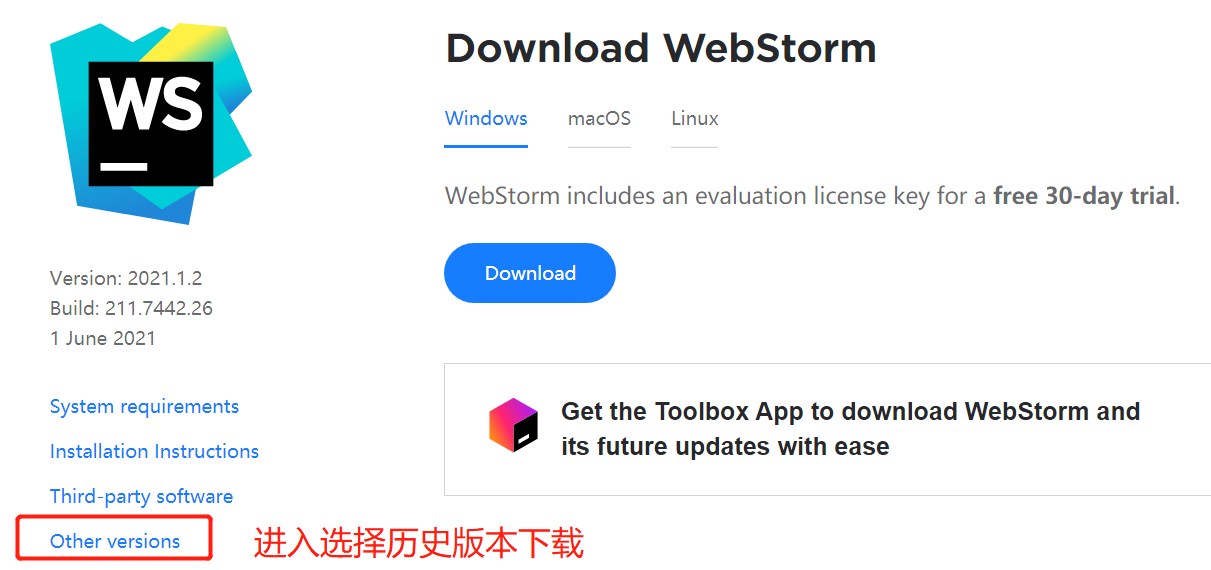 WS
Version: 2021.1.2
Build: 211.7442.26
1 June 2021
System requirements
Installation Instructions
Third-party software
Other versions
进入选择历史版本下载
Download WebStorm
Windows macOS Linux
WebStorm includes an evaluation license key for a free 30-day trial.
Download
Get the Toolbox App to download WebStorm and
its future updates with ease